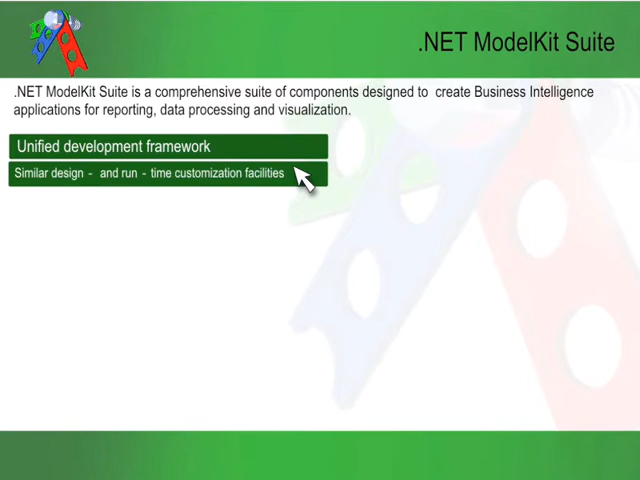 .NET ModelKit Suite
.NET ModelKit Suite is a comprehensive suite of components designed to create Business Intelligence
applications for reporting, data processing and visualization.
Unified development framework
Similar design - and run - time customization facilities